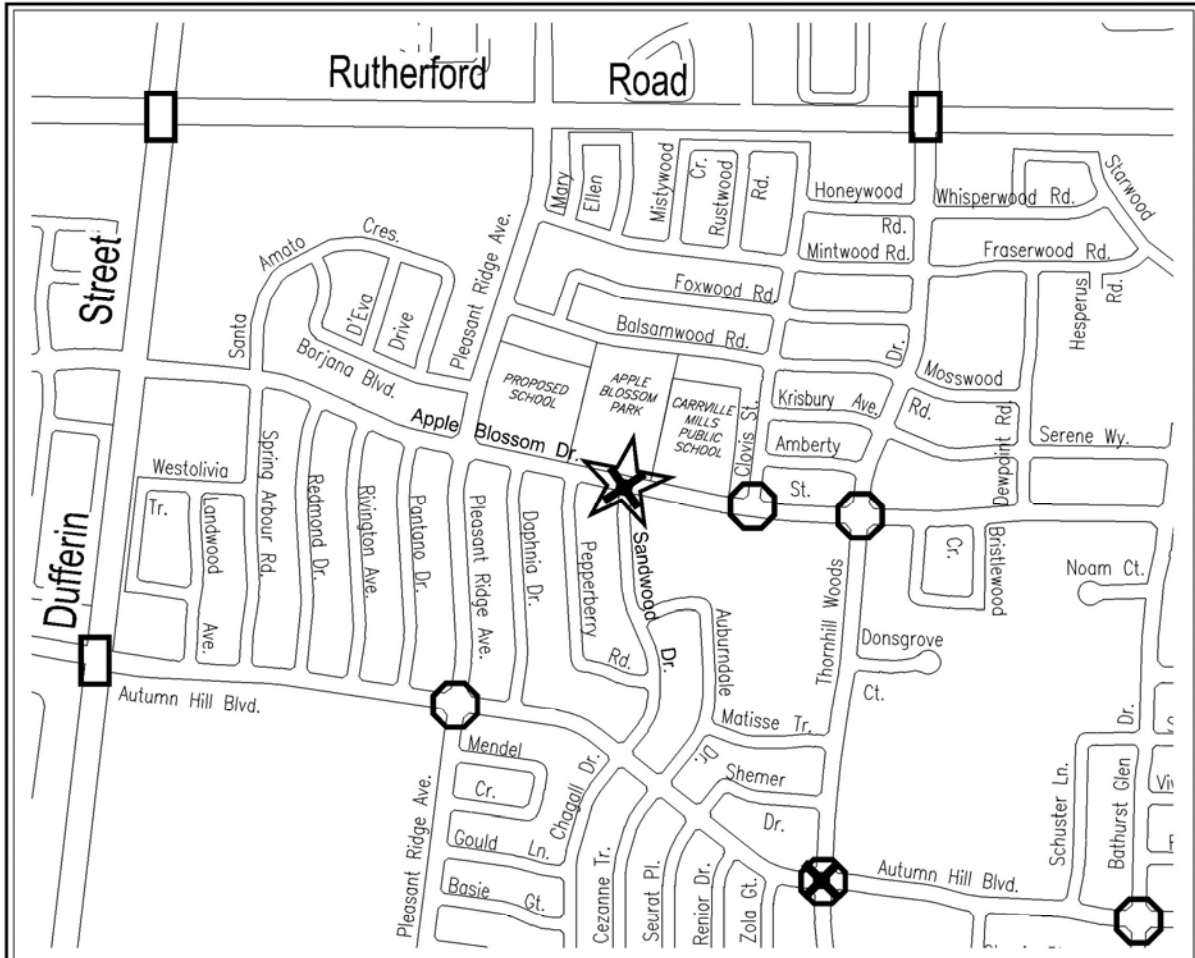 Rutherford Road
Street
Dufferin
Mary
Ellen
Mistywood
Cr.
Rustwood
Rd.
Honeywood
Rd.
Whisperwood Rd.
Starwood
Mintwood Rd.
Fraserwood Rd.
Hesperus
Rd.
Amato
Cres.
Santa
D'Eva
Drive
Borjana Blvd.
Pleasant Ridge Ave.
Foxwood Rd.
Balsamwood Rd.
Dr.
Mosswood
Rd.
PROPOSED
SCHOOL
APPLE
BLOSSOM
PARK
CARRVILLE
MILLS
PUBLIC
SCHOOL
Clovis St.
Krisbury Ave.
Amberty
St.
Dewpoint Rd.
Serene Wy.
Apple Blossom Dr.
Westolivia
Tr.
Landwood
Ave.
Spring Arbour Rd.
Redmond Dr.
Rivington Ave.
Pantano Dr.
Pleasant Ridge Ave.
Daphnia Dr.
Pepperberry
Rd.
Sandwood
Dr.
Auburndale
Dr.
Thornhill Woods
Cr.
Bristlewood
Noam Ct.
Donsgrove
Ct.
Autumn Hill Blvd.
Mendel
Cr.
Chagall Dr.
Gould Ln.
Basie Gt.
Pleasant Ridge Ave.
Matisse Tr.
Shemer
Dr.
Cezanne Tr.
Seurat Pl.
Renior Dr.
Zola Gt.
Autumn Hill Blvd.
Schuster Ln.
Bathurst Glen
Dr.